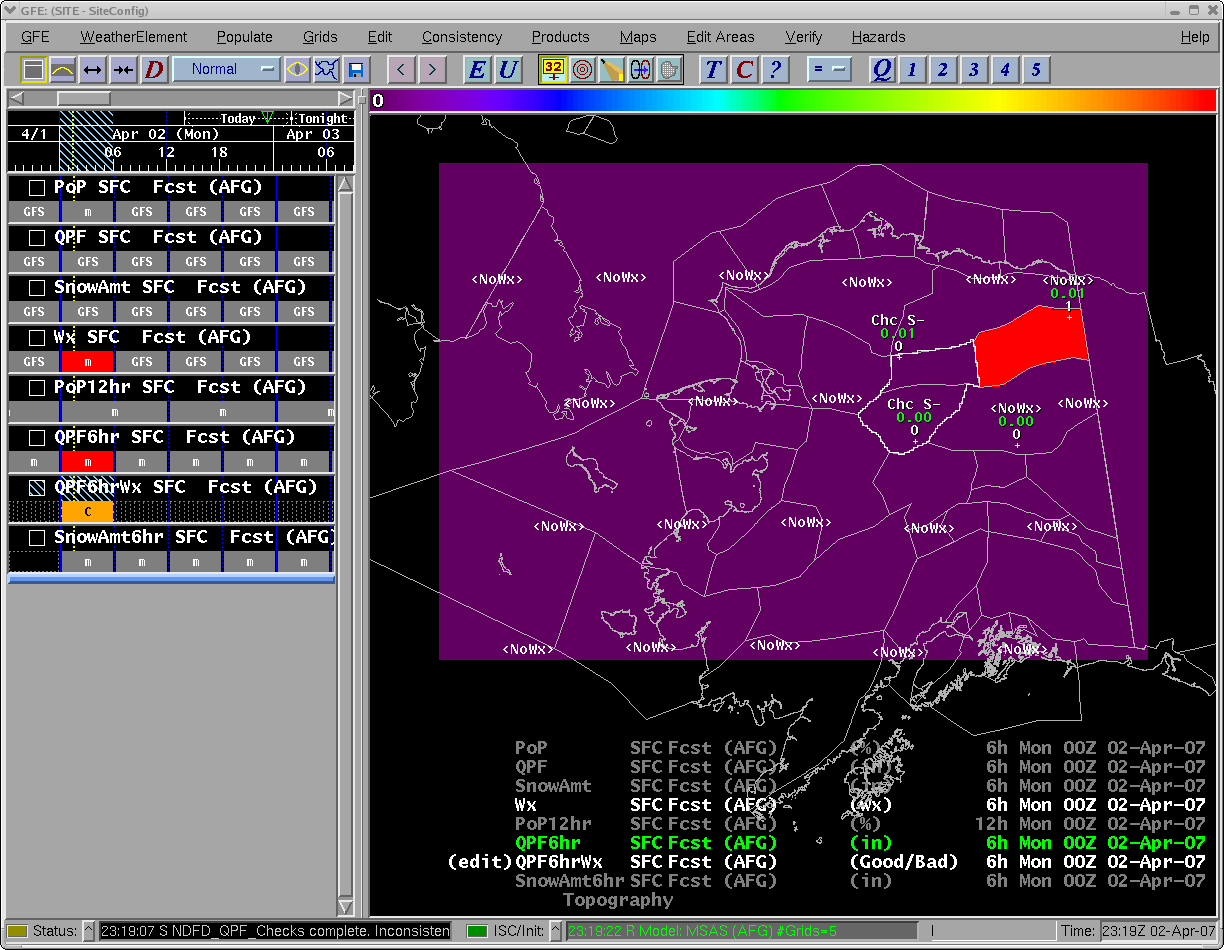 GFE: (SITE - SiteConfig)
GFE WeatherElement Populate Grids Edit Consistency Products Maps Edit Areas Verify Hazards Help
D Normal < > E U 32 T C ? = Q 1 2 3 4 5
0
Today Tonight
4/1 Apr 02 (Mon) Apr 03
06 12 18 06
PoP SFC Fcst (AFG)
GFS m GFS GFS GFS GFS
QPF SFC Fcst (AFG)
GFS GFS GFS GFS GFS GFS
SnowAmt SFC Fcst (AFG)
GFS GFS GFS GFS GFS GFS
Wx SFC Fcst (AFG)
GFS m GFS GFS GFS GFS
PoP12hr SFC Fcst (AFG)
m m m
QPF6hr SFC Fcst (AFG)
m m m m m m
QPF6hrWx SFC Fcst (AFG)
C
SnowAmt6hr SFC Fcst (AFG)
m m m m m
<NoWx> <NoWx> <NoWx> <NoWx> <NoWx> <NoWx>
0.01
1
Chc S-
0.01
0
<NoWx> <NoWx> <NoWx> Chc S- <NoWx> <NoWx>
0.00 0.00
0 0
<NoWx> <NoWx> <NoWx> <NoWx> <NoWx>
<NoWx> <NoWx> <NoWx> <NoWx> <NoWx>
PoP SFC Fcst (AFG) (%) 6h Mon 00Z 02-Apr-07
QPF SFC Fcst (AFG) (in) 6h Mon 00Z 02-Apr-07
SnowAmt SFC Fcst (AFG) (in) 6h Mon 00Z 02-Apr-07
Wx SFC Fcst (AFG) (wx) 6h Mon 00Z 02-Apr-07
PoP12hr SFC Fcst (AFG) (%) 12h Mon 00Z 02-Apr-07
QPF6hr SFC Fcst (AFG) (in) 6h Mon 00Z 02-Apr-07
(edit) QPF6hrWx SFC Fcst (AFG) (Good/Bad) 6h Mon 00Z 02-Apr-07
SnowAmt6hr SFC Fcst (AFG) (in) 6h Mon 00Z 02-Apr-07
Topography
Status: 23:19:07 S NDFD_QPF_Checks complete. Inconsisten ISC/Init: 23:19:22 R Model: MSAS (AFG) #Grids=5 Time: 23:19Z 02-Apr-07